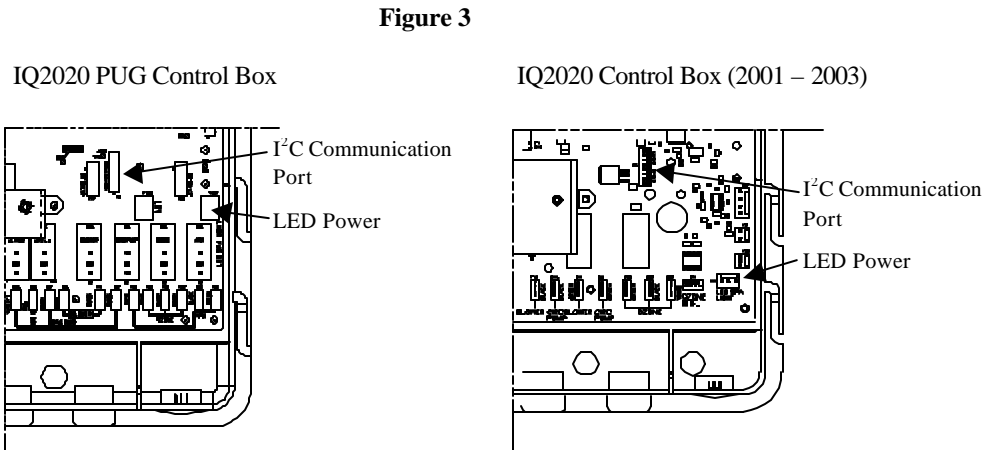 Figure 3
IQ2020 PUG Control Box
I²C Communication
Port
LED Power
IQ2020 Control Box (2001 – 2003)
I²C Communication
Port
LED Power
OZONE